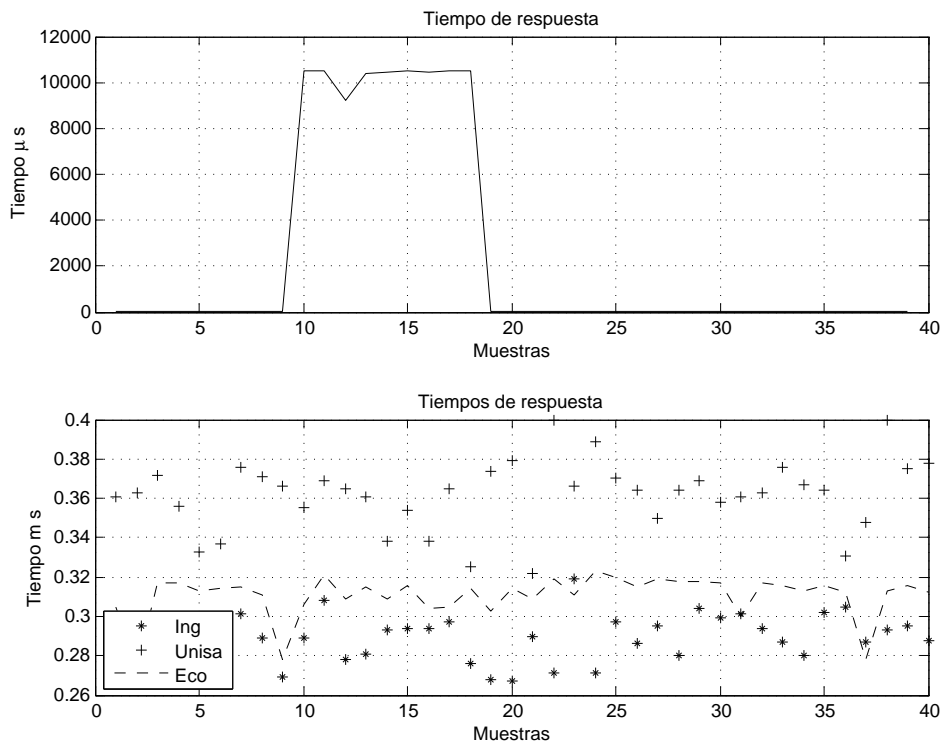 Tiempo de respuesta
12000
10000
8000
6000
4000
2000
0
Tiempo μ s
0 5 10 15 20 25 30 35 40
Muestras
Tiempos de respuesta
0.4
0.38
0.36
0.34
0.32
0.3
0.28
0.26
Tiempo m s
Ing
Unisa
Eco
0 5 10 15 20 25 30 35 40
Muestras